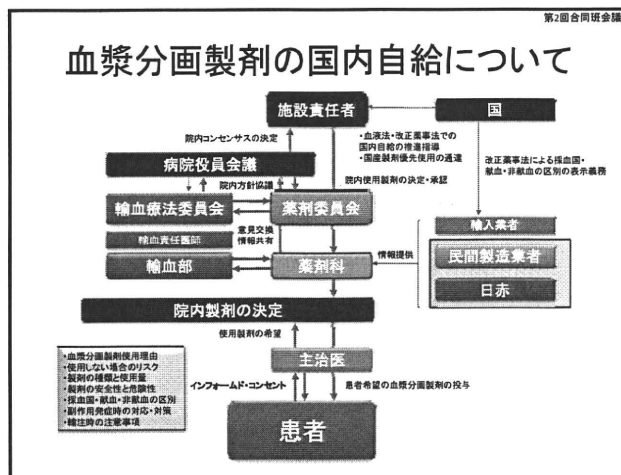 第2回合同班会議
血漿分画製剤の国内自給について
施設責任者
国
院内コンセンサスの決定
・血液法・改正薬事法での
国内自給の推進指導
・国産製剤優先使用の通達
改正薬事法による採血国・
献血・非献血の区別の表示義務
病院役員会議
院内方針協議
院内使用製剤の決定・承認
輸血療法委員会
薬剤委員会
輸入業者
輸血責任医師
意見交換
情報共有
民間製造業者
輸血部
薬剤科
情報提供
日赤
院内製剤の決定
使用製剤の希望
主治医
・血漿分画製剤使用理由
・使用しない場合のリスク
・製剤の種類と使用量
・製剤の安全性と危険性
・採血国・献血・非献血の区別
・副作用発症時の対応・対策
・輸注時の注意事項
インフォームド・コンセント
患者希望の血漿分画製剤の投与
患者